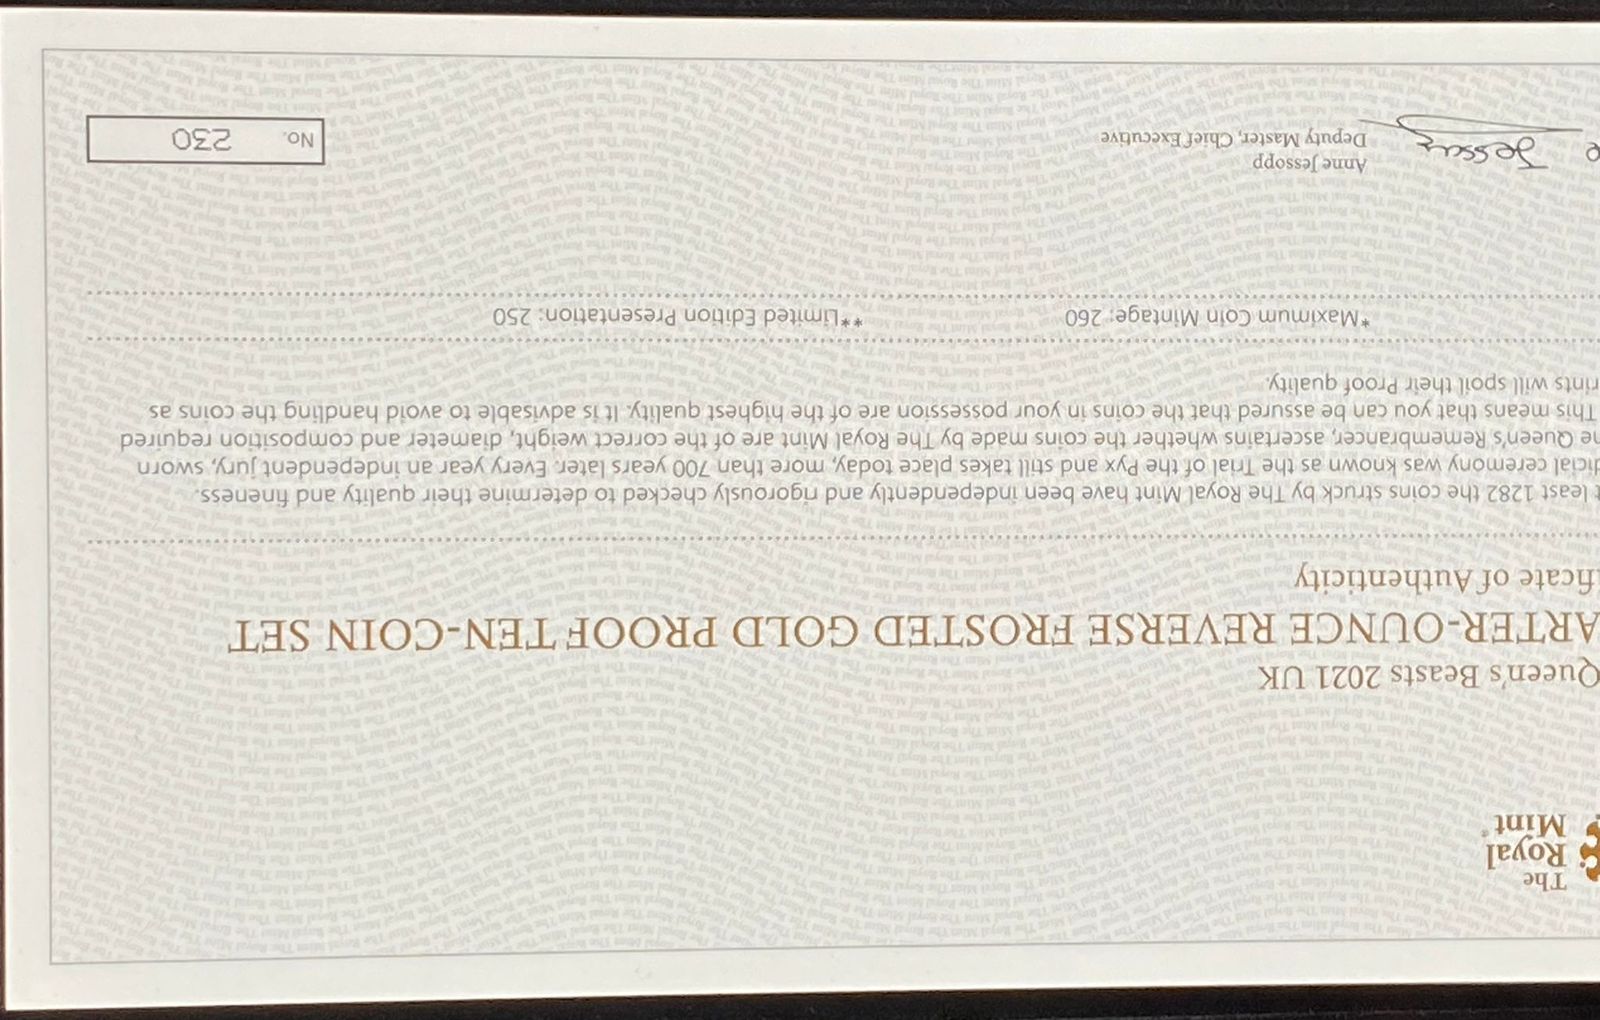 The
Royal
Mint
Queen's Beasts 2021 UK
ARTER-OUNCE REVERSE FROSTED GOLD PROOF TEN-COIN SET
ficate of Authenticity
t least 1282 the coins struck by The Royal Mint have been independently and rigorously checked to determine their quality and fineness.
dicial ceremony was known as the Trial of the Pyx and still takes place today, more than 700 years later. Every year an independent jury, sworn
he Queen's Remembrancer, ascertains whether the coins made by The Royal Mint are of the correct weight, diameter and composition required
This means that you can be assured that the coins in your possession are of the highest quality. It is advisable to avoid handling the coins as
rints will spoil their Proof quality.
*Maximum Coin Mintage: 260 **Limited Edition Presentation: 250
Anne Jessopp
Deputy Master, Chief Executive
No. 230